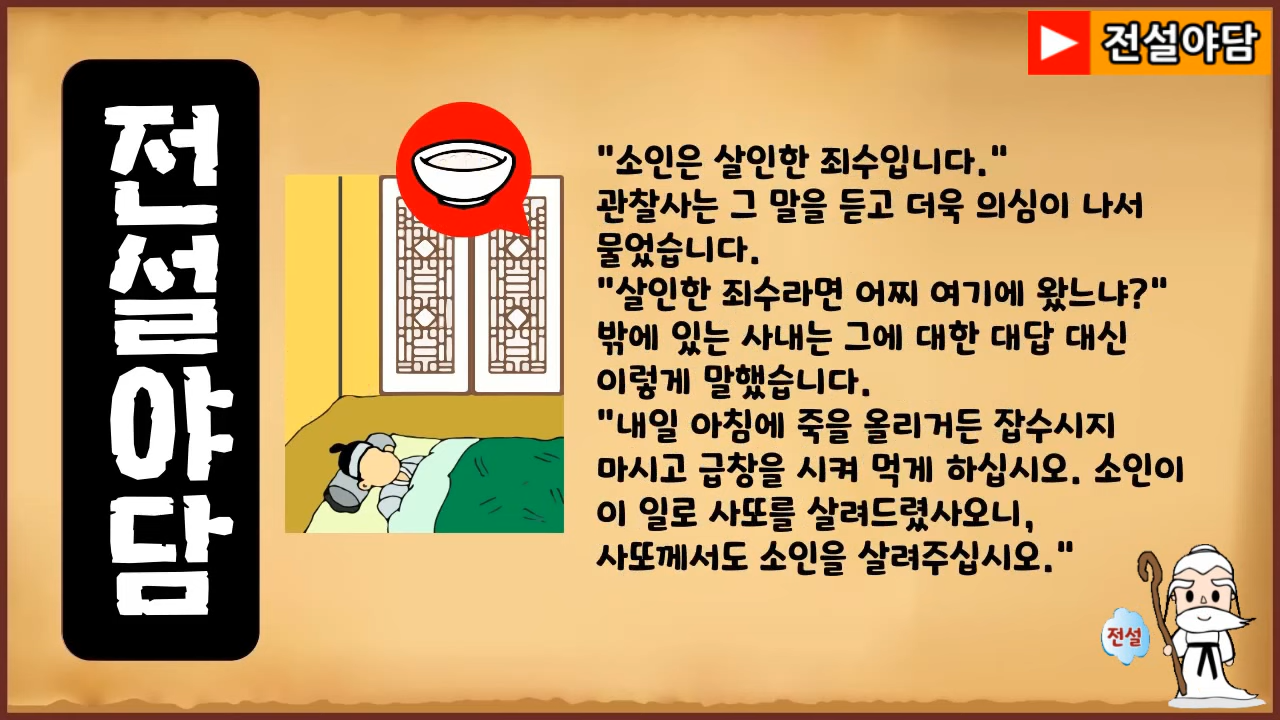 전설야담
전설야담
"소인은 살인한 죄수입니다."
관찰사는 그 말을 듣고 더욱 의심이 나서
물었습니다.
"살인한 죄수라면 어찌 여기에 왔느냐?"
밖에 있는 사내는 그에 대한 대답 대신
이렇게 말했습니다.
"내일 아침에 죽을 올리거든 잡수시지
마시고 급창을 시켜 먹게 하십시오. 소인이
이 일로 사또를 살려드렸사오니,
사또께서도 소인을 살려주십시오."
전설